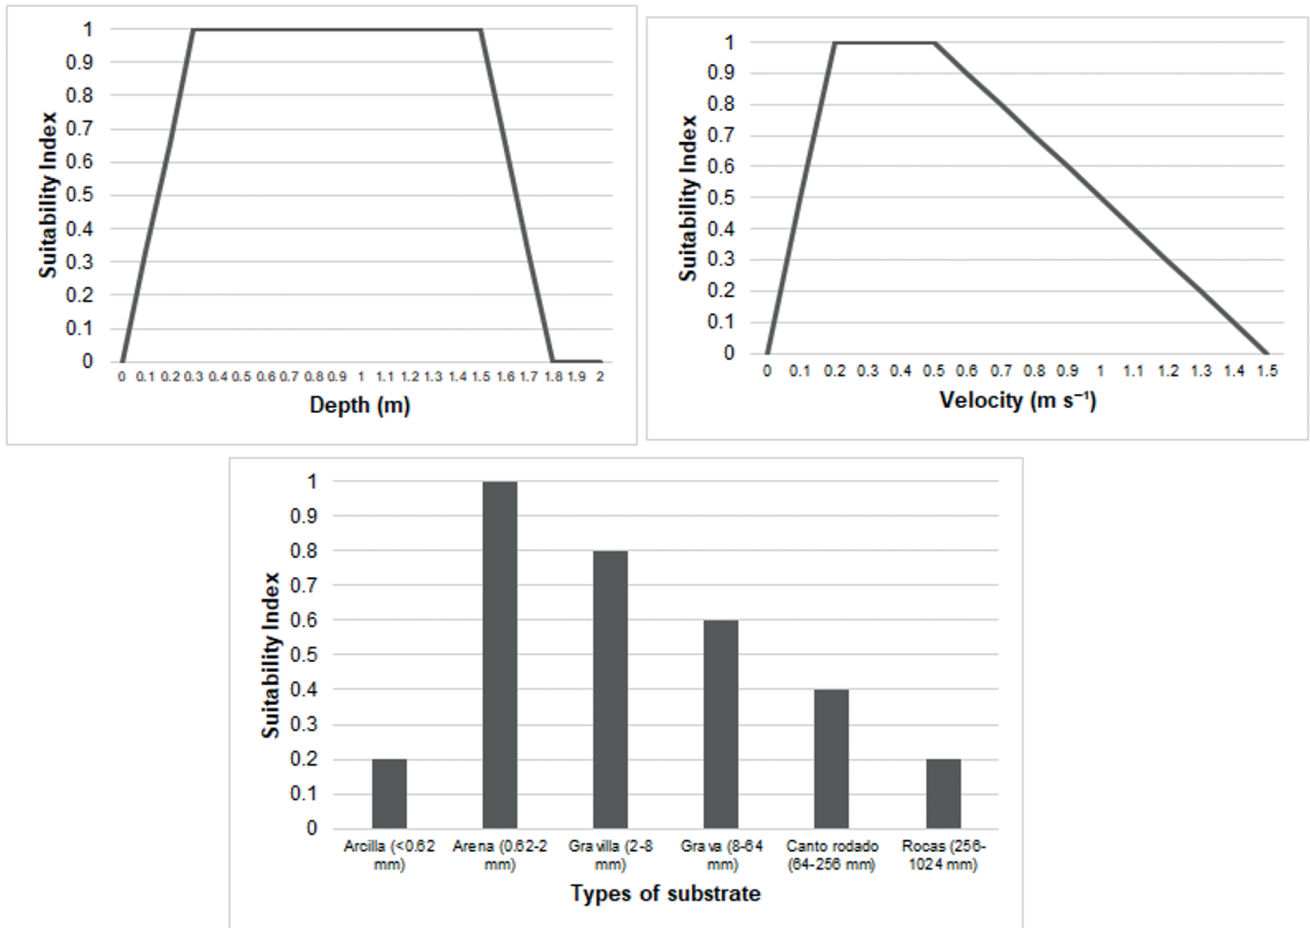 1
0.9
0.8
0.7
0.6
0.5
0.4
0.3
0.2
0.1
0
Suitability Index
0 0.1 0.2 0.3 0.4 0.5 0.6 0.7 0.8 0.9 1 1.1 1.2 1.3 1.4 1.5 1.6 1.7 1.8 1.9 2
Depth (m)
1
0.9
0.8
0.7
0.6
0.5
0.4
0.3
0.2
0.1
0
Suitability Index
0 0.1 0.2 0.3 0.4 0.5 0.6 0.7 0.8 0.9 1 1.1 1.2 1.3 1.4 1.5
Velocity (m s⁻¹)
1
0.9
0.8
0.7
0.6
0.5
0.4
0.3
0.2
0.1
0
Suitability Index
Arcilla (<0.62
mm)
Arena (0.62-2
mm)
Gravilla (2-8
mm)
Grava (8-64
mm)
Canto rodado
(64-256 mm)
Rocas (256-
1024 mm)
Types of substrate